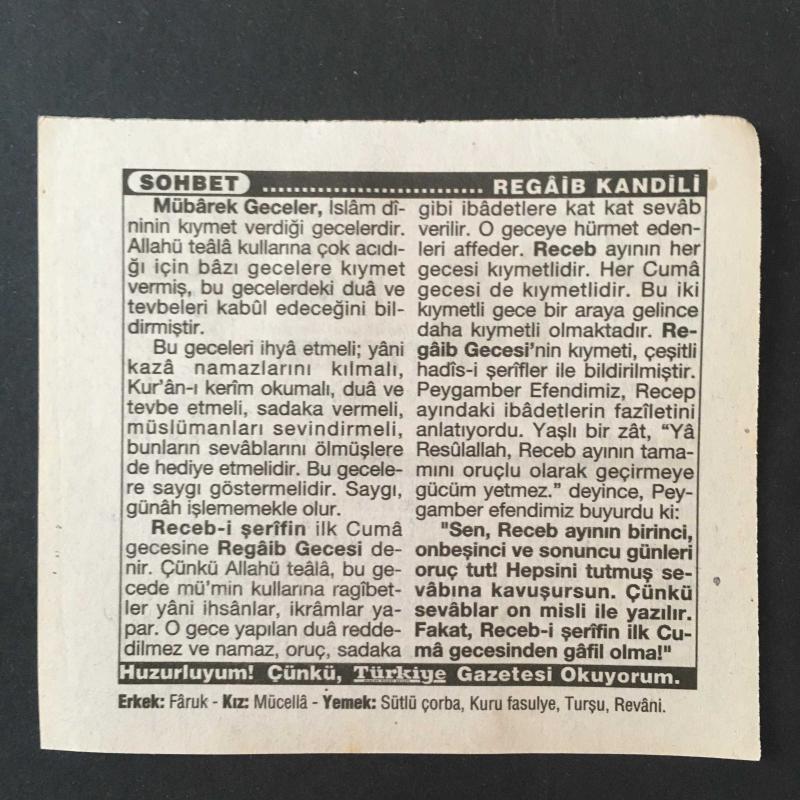 SOHBET ............................ REGÂİB KANDİLİ
Mübârek Geceler, İslâm dî-
ninin kıymet verdiği gecelerdir.
Allahü teâlâ kullarına çok acıdı-
ğı için bâzı gecelere kıymet
vermiş, bu gecelerdeki duâ ve
tevbeleri kabûl edeceğini bil-
dirmiştir.
Bu geceleri ihyâ etmeli; yâni
kazâ namazlarını kılmalı,
Kur'ân-ı kerîm okumalı, duâ ve
tevbe etmeli, sadaka vermeli,
müslümanları sevindirmeli,
bunların sevâblarını ölmüşlere
de hediye etmelidir. Bu gecele-
re saygı göstermelidir. Saygı,
günâh işlememekle olur.
Receb-i şerîfin ilk Cumâ
gecesine Regâib Gecesi de-
nir. Çünkü Allahü teâlâ, bu ge-
cede mü'min kullarına ragîbet-
ler yâni ihsânlar, ikrâmlar ya-
par. O gece yapılan duâ redde-
dilmez ve namaz, oruç, sadaka
gibi ibâdetlere kat kat sevâb
verilir. O geceye hürmet eden-
leri affeder. Receb ayının her
gecesi kıymetlidir. Her Cumâ
gecesi de kıymetlidir. Bu iki
kıymetli gece bir araya gelince
daha kıymetli olmaktadır. Re-
gâib Gecesi'nin kıymeti, çeşitli
hadîs-i şerîfler ile bildirilmiştir.
Peygamber Efendimiz, Recep
ayındaki ibâdetlerin fazîletini
anlatıyordu. Yaşlı bir zât, "Yâ
Resûlallah, Receb ayının tama-
mını oruçlu olarak geçirmeye
gücüm yetmez." deyince, Pey-
gamber efendimiz buyurdu ki:
"Sen, Receb ayının birinci,
onbeşinci ve sonuncu günleri
oruç tut! Hepsini tutmuş se-
vâbına kavuşursun. Çünkü
sevâblar on misli ile yazılır.
Fakat, Receb-i şerîfin ilk Cu-
mâ gecesinden gâfil olma!"
Huzurluyum! Çünkü, Türkiye Gazetesi Okuyorum.
Erkek: Fâruk - Kız: Mücellâ - Yemek: Sütlü çorba, Kuru fasulye, Turşu, Revâni.